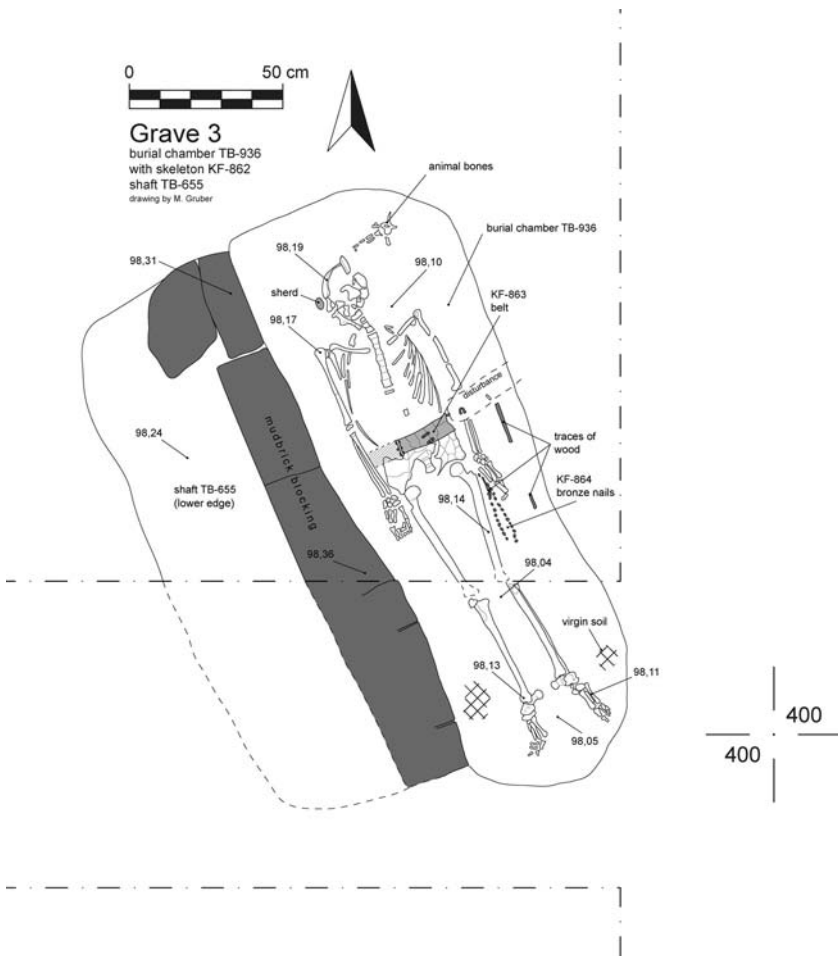 0 50 cm
Grave 3
burial chamber TB-936
with skeleton KF-862
shaft TB-655
drawing by M. Gruber
animal bones
burial chamber TB-936
98,31
98,19
98,10
KF-863
belt
sherd
98,17
disturbance
98,24
mudbrick blocking
traces of
wood
shaft TB-655
(lower edge)
98,14
KF-864
bronze nails
98,36
98,04
virgin soil
98,13
98,11
98,05
400
400